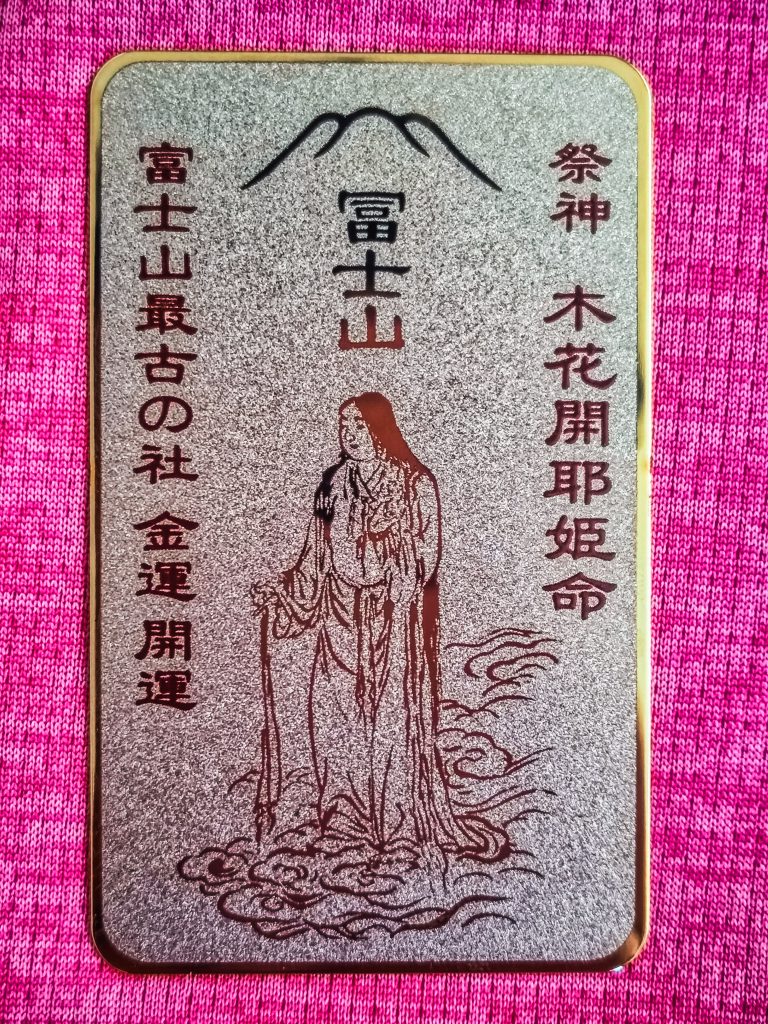 祭神 木花開耶姫命
冨士山
富士山最古の社 金運 開運